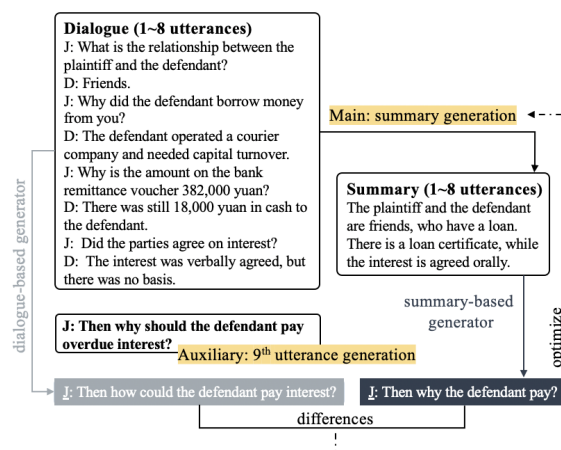 Dialogue (1~8 utterances)
J: What is the relationship between the
plaintiff and the defendant?
D: Friends.
J: Why did the defendant borrow money
from you?
D: The defendant operated a courier
company and needed capital turnover.
J: Why is the amount on the bank
remittance voucher 382,000 yuan?
D: There was still 18,000 yuan in cash to
the defendant.
J:  Did the parties agree on interest?
D:  The interest was verbally agreed, but
there was no basis.
Main: summary generation
Summary (1~8 utterances)
The plaintiff and the defendant
are friends, who have a loan.
There is a loan certificate, while
the interest is agreed orally.
dialogue-based generator
summary-based
generator
optimize
J: Then why should the defendant pay
overdue interest?
Auxiliary: 9th utterance generation
J: Then how could the defendant pay interest?
J: Then why the defendant pay?
differences